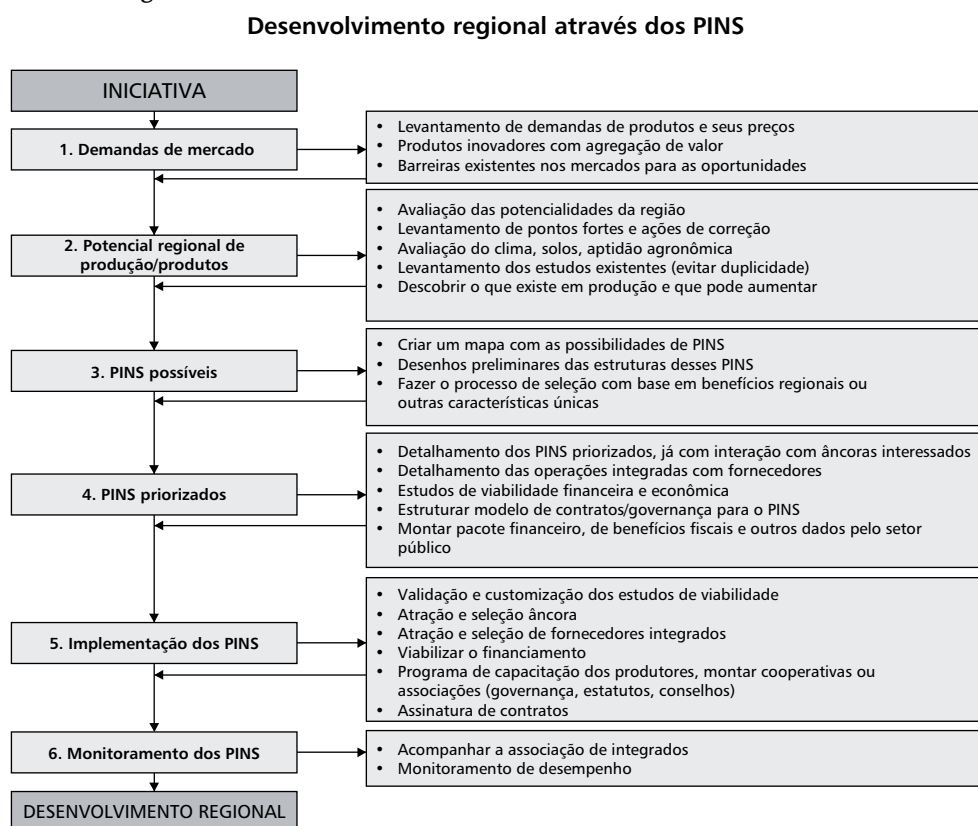 Desenvolvimento regional através dos PINS
INICIATIVA
1. Demandas de mercado
• Levantamento de demandas de produtos e seus preços
• Produtos inovadores com agregação de valor
• Barreiras existentes nos mercados para as oportunidades
2. Potencial regional de
produção/produtos
• Avaliação das potencialidades da região
• Levantamento de pontos fortes e ações de correção
• Avaliação do clima, solos, aptidão agronômica
• Levantamento dos estudos existentes (evitar duplicidade)
• Descobrir o que existe em produção e que pode aumentar
3. PINS possíveis
• Criar um mapa com as possibilidades de PINS
• Desenhos preliminares das estruturas desses PINS
• Fazer o processo de seleção com base em benefícios regionais ou
outras características únicas
4. PINS priorizados
• Detalhamento dos PINS priorizados, já com interação com âncoras interessados
• Detalhamento das operações integradas com fornecedores
• Estudos de viabilidade financeira e econômica
• Estruturar modelo de contratos/governança para o PINS
• Montar pacote financeiro, de benefícios fiscais e outros dados pelo setor
público
5. Implementação dos PINS
• Validação e customização dos estudos de viabilidade
• Atração e seleção âncora
• Atração e seleção de fornecedores integrados
• Viabilizar o financiamento
• Programa de capacitação dos produtores, montar cooperativas ou
associações (governança, estatutos, conselhos)
• Assinatura de contratos
6. Monitoramento dos PINS
• Acompanhar a associação de integrados
• Monitoramento de desempenho
DESENVOLVIMENTO REGIONAL